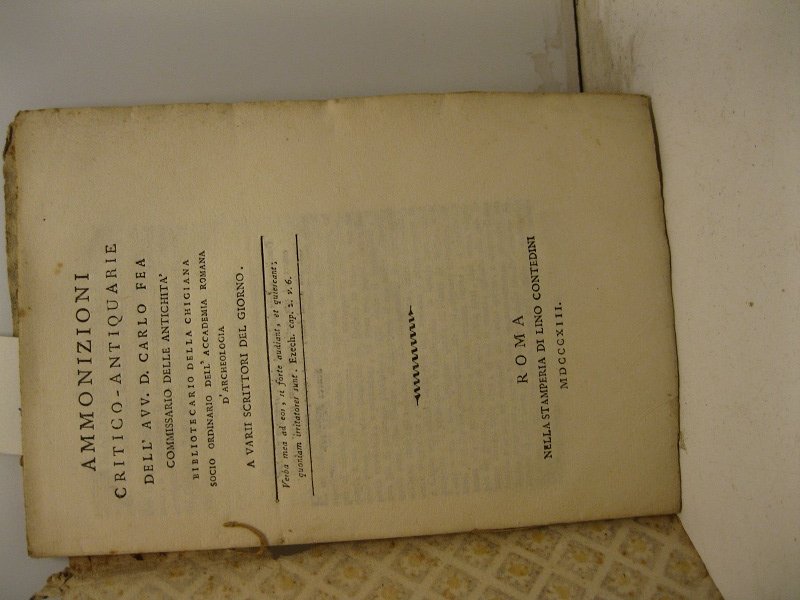 AMMONIZIONI
CRITICO-ANTIQUARIE
DELL' AVV. D. CARLO FEA
COMMISSARIO DELLE ANTICHITA'
BIBLIOTECARIO DELLA CHIGIANA
SOCIO ORDINARIO DELL' ACCADEMIA ROMANA
D'ARCHEOLOGIA
A VARII SCRITTORI DEL GIORNO.
Verba mea ad eos, si forte audiant, et quiescant;
quoniam irritatores sunt. Ezech. cap. 2. v. 6.
ROMA
NELLA STAMPERIA DI LINO CONTEDINI
MDCCCXIII.